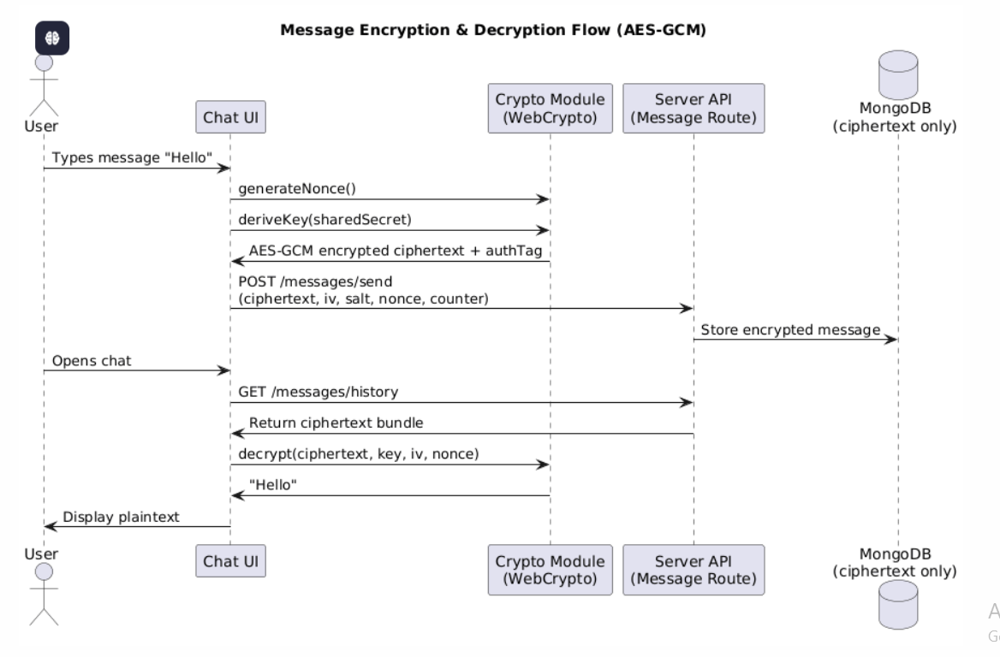 Message Encryption & Decryption Flow (AES-GCM)
User
Chat UI
Crypto Module
(WebCrypto)
Server API
(Message Route)
MongoDB
(ciphertext only)
Types message "Hello"
generateNonce()
deriveKey(sharedSecret)
AES-GCM encrypted ciphertext + authTag
POST /messages/send
(ciphertext, iv, salt, nonce, counter)
Store encrypted message
Opens chat
GET /messages/history
Return ciphertext bundle
decrypt(ciphertext, key, iv, nonce)
"Hello"
Display plaintext
User
Chat UI
Crypto Module
(WebCrypto)
Server API
(Message Route)
MongoDB
(ciphertext only)
A
Go